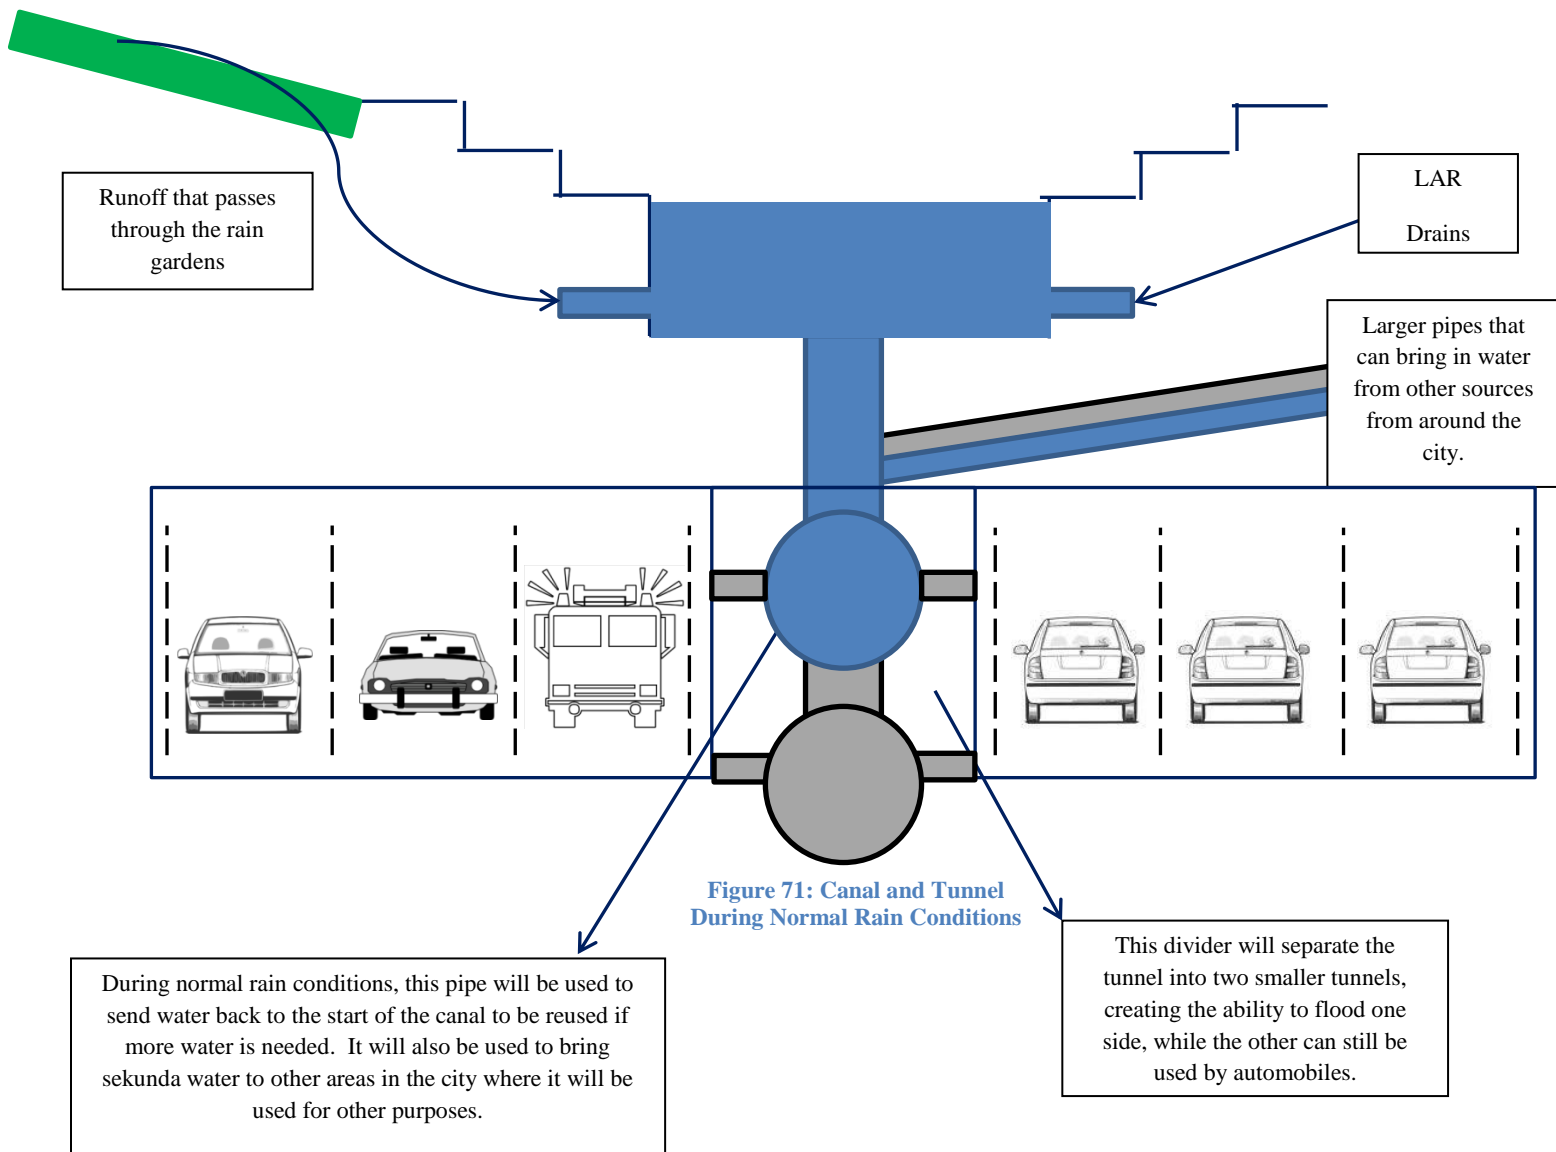 Runoff that passes
through the rain
gardens
LAR
Drains
Larger pipes that
can bring in water
from other sources
from around the
city.
Figure 71: Canal and Tunnel
During Normal Rain Conditions
During normal rain conditions, this pipe will be used to
send water back to the start of the canal to be reused if
more water is needed.  It will also be used to bring
sekunda water to other areas in the city where it will be
used for other purposes.
This divider will separate the
tunnel into two smaller tunnels,
creating the ability to flood one
side, while the other can still be
used by automobiles.